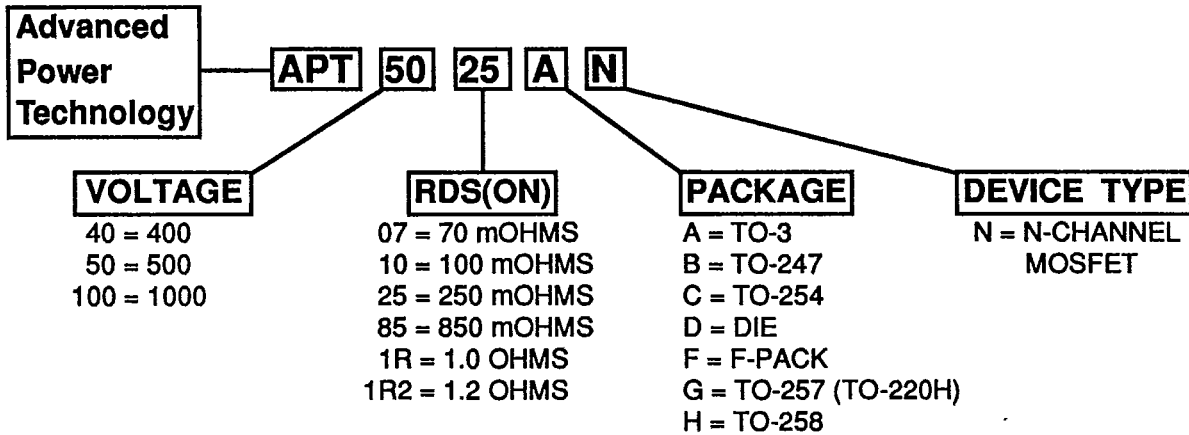 Advanced
Power
Technology
APT 50 25 A N
VOLTAGE
40 = 400
50 = 500
100 = 1000
RDS(ON)
07 = 70 mOHMS
10 = 100 mOHMS
25 = 250 mOHMS
85 = 850 mOHMS
1R = 1.0 OHMS
1R2 = 1.2 OHMS
PACKAGE
A = TO-3
B = TO-247
C = TO-254
D = DIE
F = F-PACK
G = TO-257 (TO-220H)
H = TO-258
DEVICE TYPE
N = N-CHANNEL
MOSFET